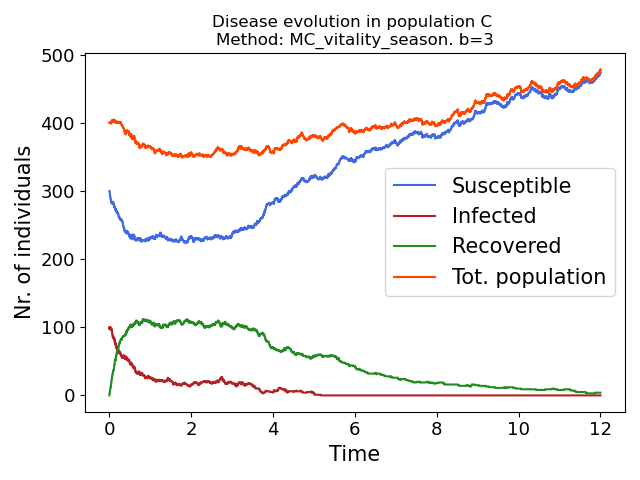 Disease evolution in population C
Method: MC_vitality_season. b=3
Nr. of individuals
500
400
300
200
100
0
Susceptible
Infected
Recovered
Tot. population
0 2 4 6 8 10 12
Time